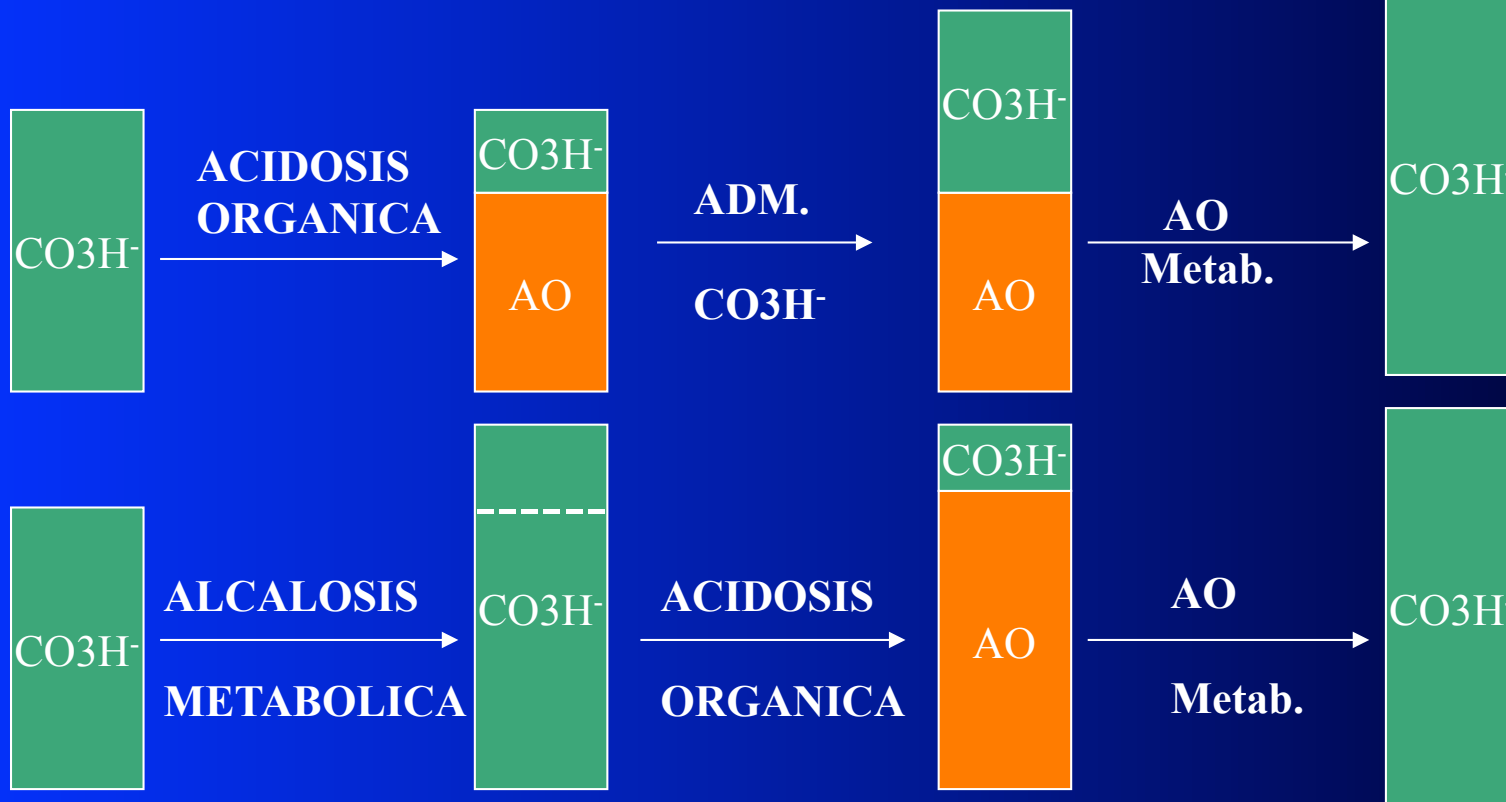 CO3H-
ACIDOSIS
ORGANICA
CO3H-
AO
ADM.
CO3H-
CO3H-
AO
AO
Metab.
CO3H-
CO3H-
ALCALOSIS
METABOLICA
CO3H-
ACIDOSIS
ORGANICA
CO3H-
AO
AO
Metab.
CO3H-